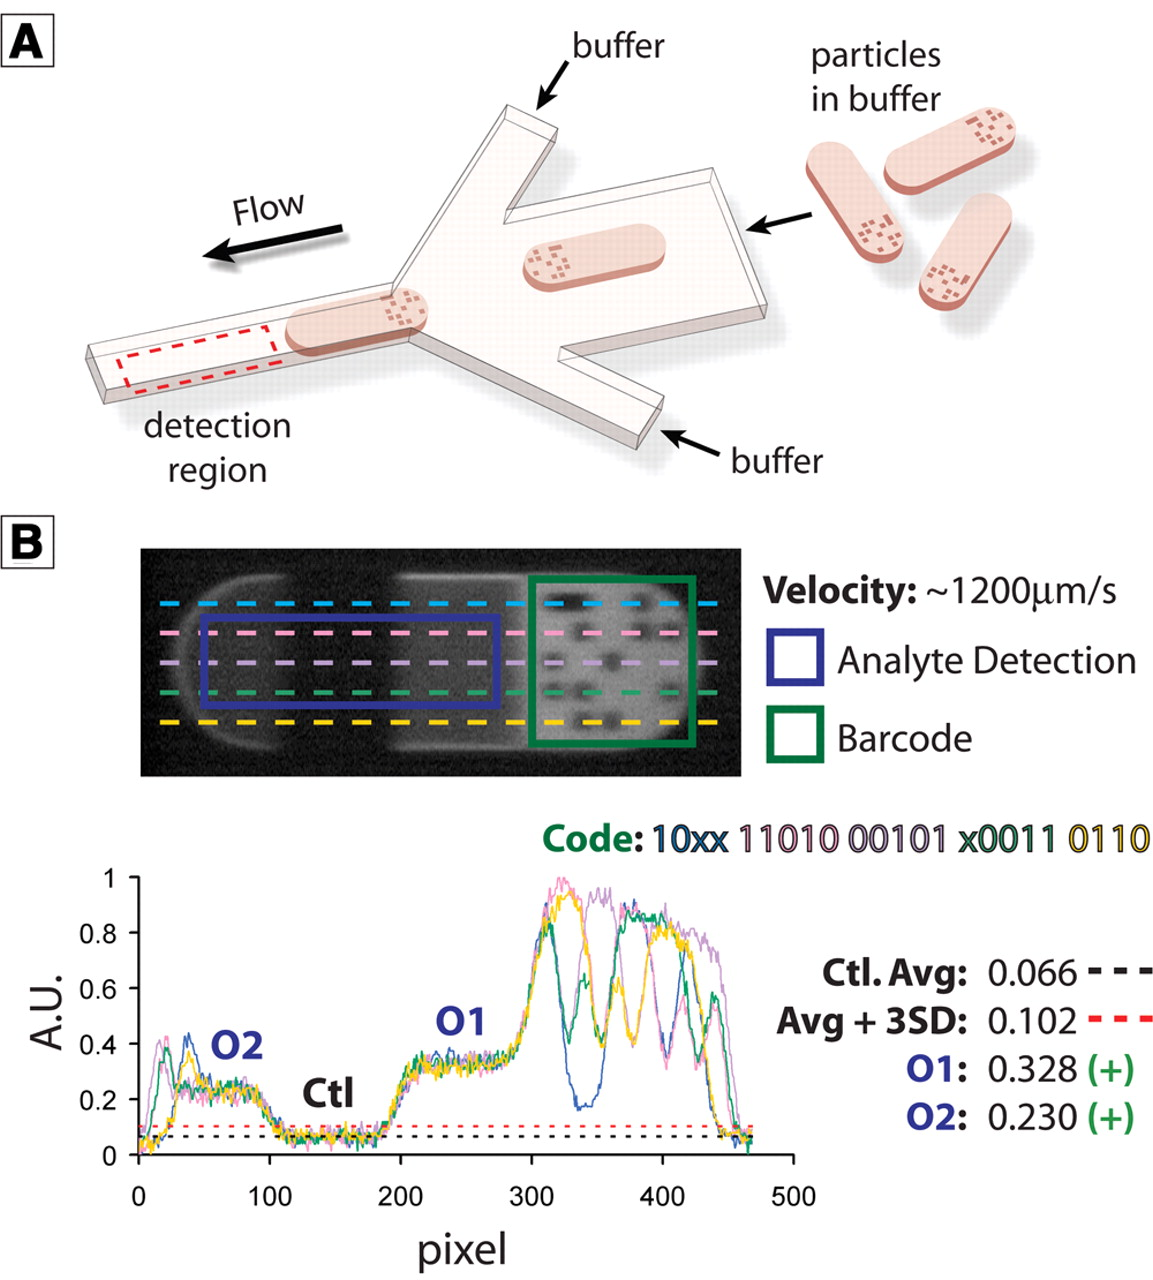 A
buffer
particles
in buffer
Flow
detection
region
buffer
B
Velocity: ~1200μm/s
Analyte Detection
Barcode
Code: 10xx 11010 00101 x0011 0110
1
0.8
0.6
0.4
0.2
0
A.U.
O2
Ctl
O1
Ctl. Avg: 0.066
Avg + 3SD: 0.102
O1: 0.328 (+)
O2: 0.230 (+)
0 100 200 300 400 500
pixel